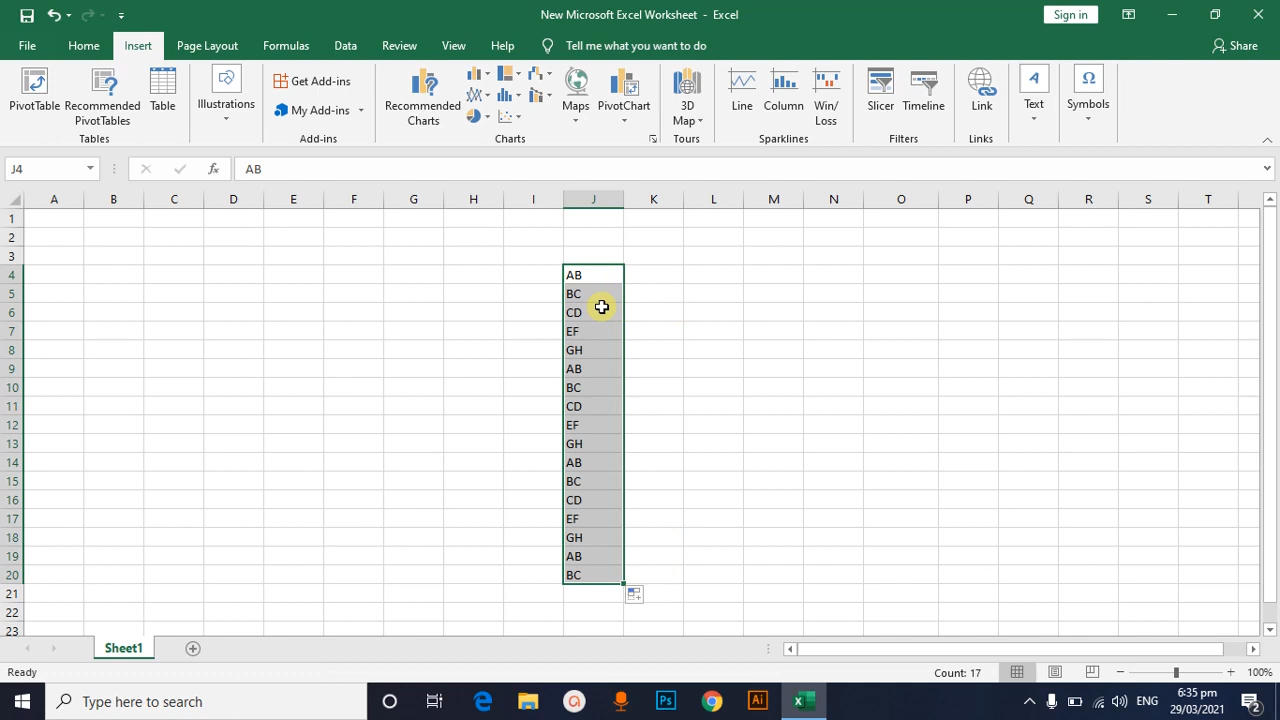 New Microsoft Excel Worksheet - Excel
Sign in
File Home Insert Page Layout Formulas Data Review View Help Tell me what you want to do Share
PivotTable
Recommended PivotTables
Table
Tables
Illustrations
Get Add-ins
My Add-ins
Add-ins
Recommended Charts
Maps
PivotChart
Charts
3D Map
Tours
Line
Column
Win/Loss
Sparklines
Slicer
Timeline
Filters
Link
Links
Text
Symbols
J4 fx AB
A B C D E F G H I J K L M N O P Q R S T
1
2
3
4 AB
5 BC
6 CD
7 EF
8 GH
9 AB
10 BC
11 CD
12 EF
13 GH
14 AB
15 BC
16 CD
17 EF
18 GH
19 AB
20 BC
21
22
23
Sheet1
Ready Count: 17 100%
Type here to search Ps Ai ENG 6:35 pm
29/03/2021 2